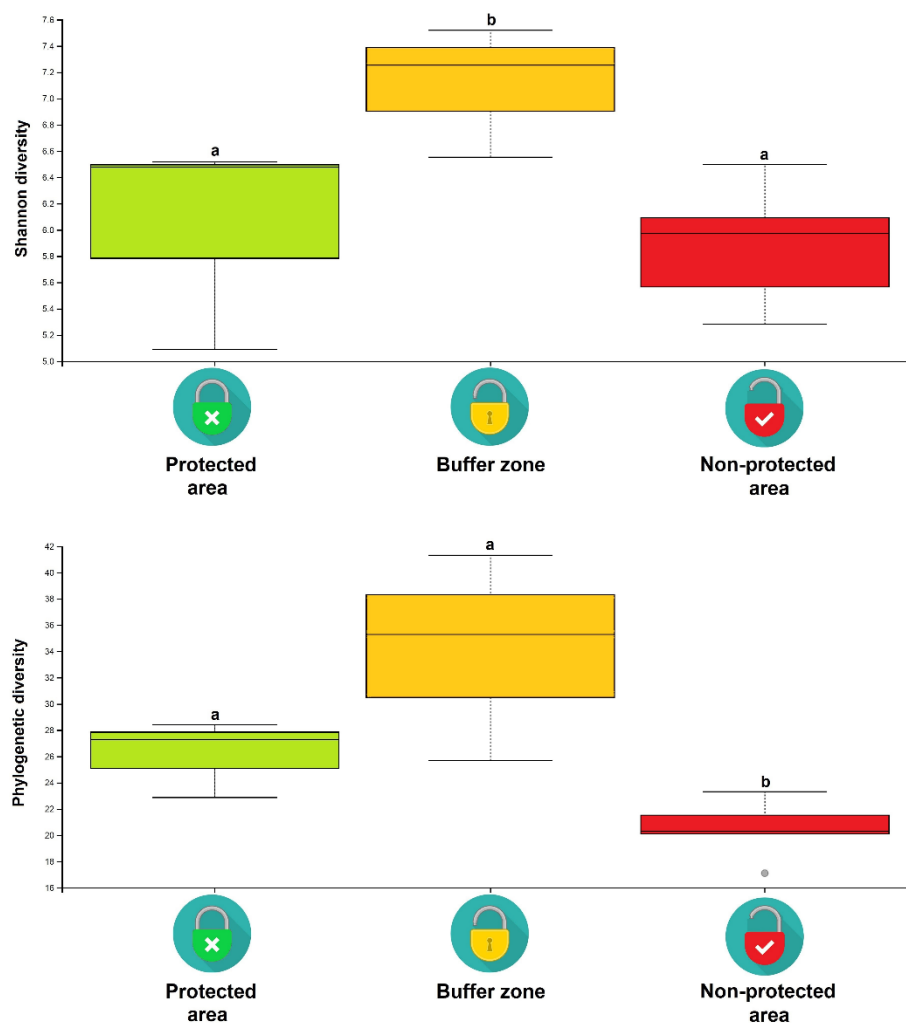 Shannon diversity
7.6
7.4
7.2
7.0
6.8
6.6
6.4
6.2
6.0
5.8
5.6
5.4
5.2
5.0
a
b
a
Protected
area
Buffer zone
Non-protected
area
Phylogenetic diversity
42
40
38
36
34
32
30
28
26
24
22
20
18
16
a
a
b
Protected
area
Buffer zone
Non-protected
area